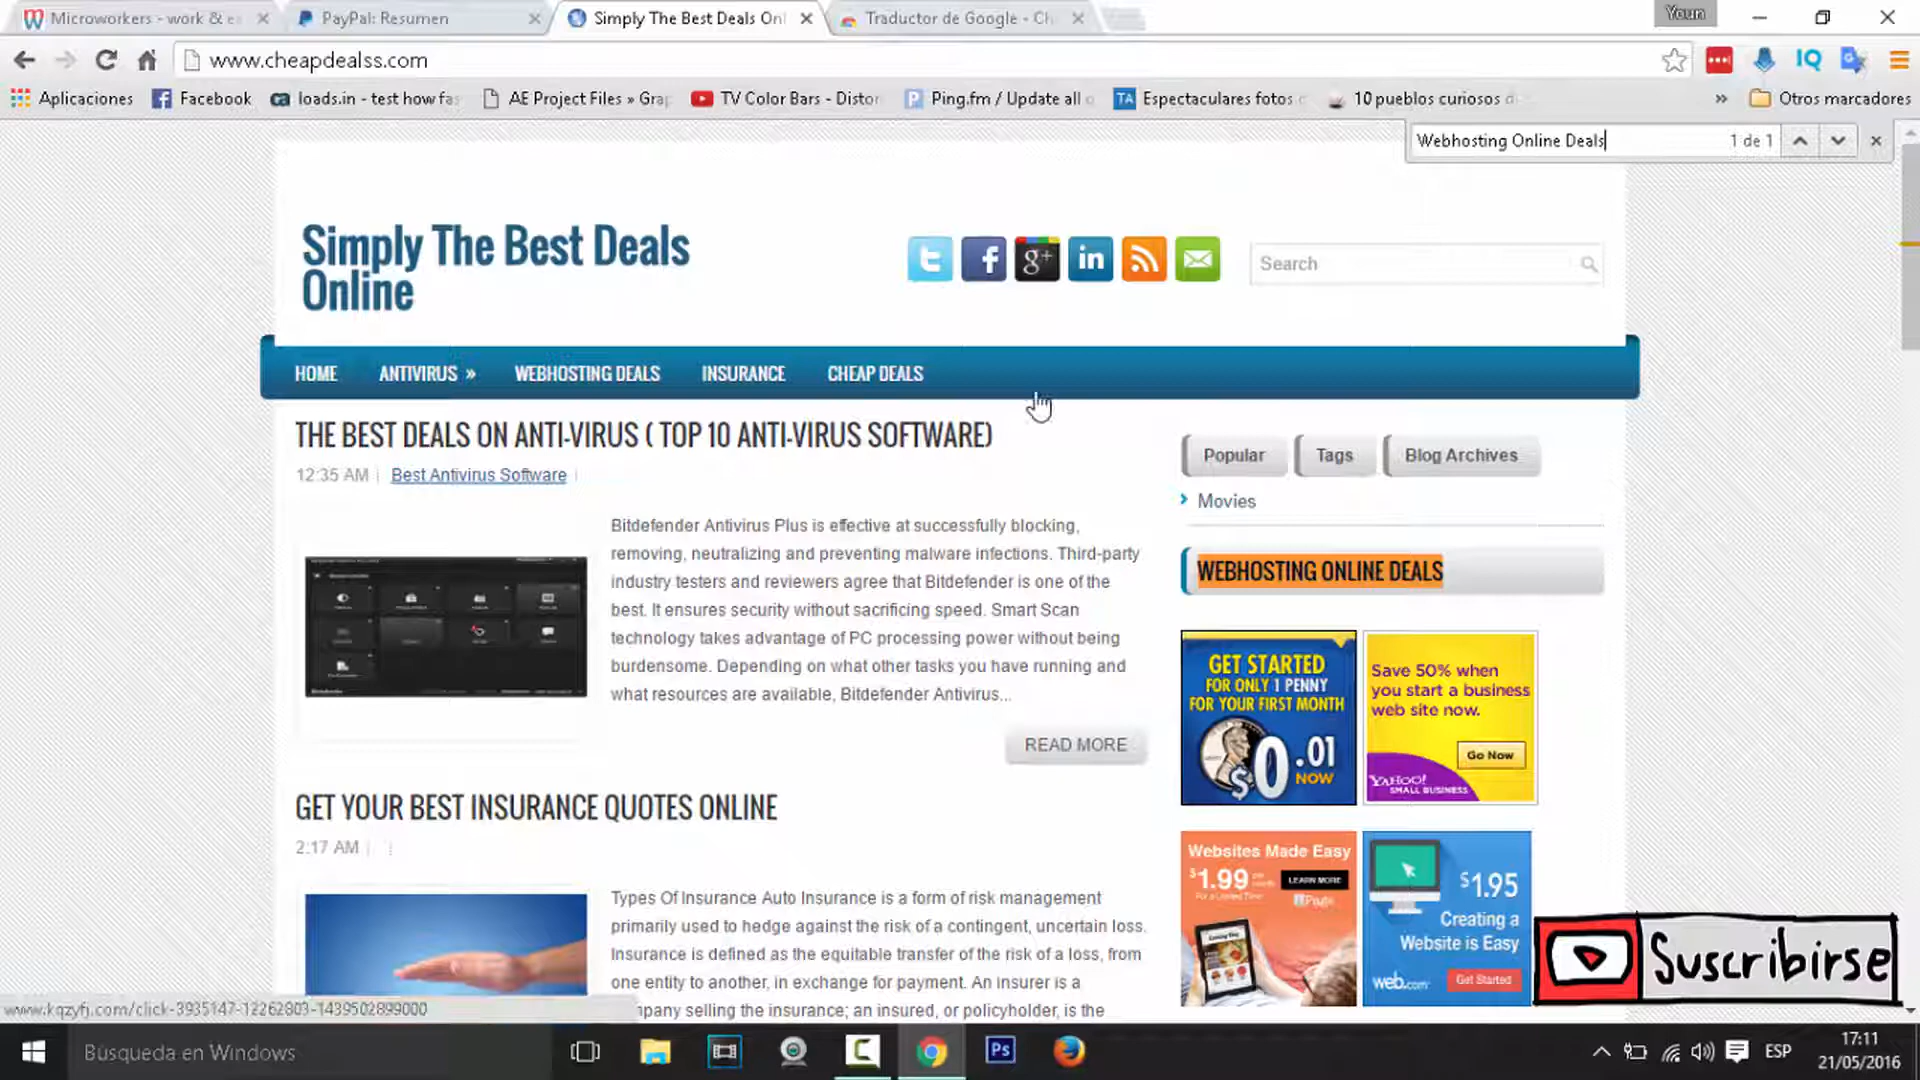 Microworkers - work & e
PayPal: Resumen
Simply The Best Deals Onl
Traductor de Google - Ch
Youn
www.cheapdealss.com
Aplicaciones
Facebook
loads.in - test how fas
AE Project Files » Grap
TV Color Bars - Distor
Ping.fm / Update all o
TA Espectaculares fotos
10 pueblos curiosos d
»
Otros marcadores
Webhosting Online Deals
1 de 1
Simply The Best Deals
Online
Search
HOME
ANTIVIRUS »
WEBHOSTING DEALS
INSURANCE
CHEAP DEALS
THE BEST DEALS ON ANTI-VIRUS ( TOP 10 ANTI-VIRUS SOFTWARE)
12:35 AM
Best Antivirus Software
Bitdefender Antivirus Plus is effective at successfully blocking,
removing, neutralizing and preventing malware infections. Third-party
industry testers and reviewers agree that Bitdefender is one of the
best. It ensures security without sacrificing speed. Smart Scan
technology takes advantage of PC processing power without being
burdensome. Depending on what other tasks you have running and
what resources are available, Bitdefender Antivirus...
READ MORE
GET YOUR BEST INSURANCE QUOTES ONLINE
2:17 AM
Types Of Insurance Auto Insurance is a form of risk management
primarily used to hedge against the risk of a contingent, uncertain loss.
Insurance is defined as the equitable transfer of the risk of a loss, from
one entity to another, in exchange for payment. An insurer is a
mpany selling the insurance; an insured, or policyholder, is the
Popular
Tags
Blog Archives
Movies
WEBHOSTING ONLINE DEALS
GET STARTED
FOR ONLY 1 PENNY
FOR YOUR FIRST MONTH
$0.01
NOW
Save 50% when
you start a business
web site now.
Go Now
YAHOO!
SMALL BUSINESS
Websites Made Easy
$1.99
LEARN MORE
For a Limited Time
iPage
$1.95
Creating a
Website is Easy
web.com
Get Started
Suscribirse
www.kqzyfj.com/click-3935147-12262803-1439502899000
Búsqueda en Windows
Ps
ESP
17:11
21/05/2016